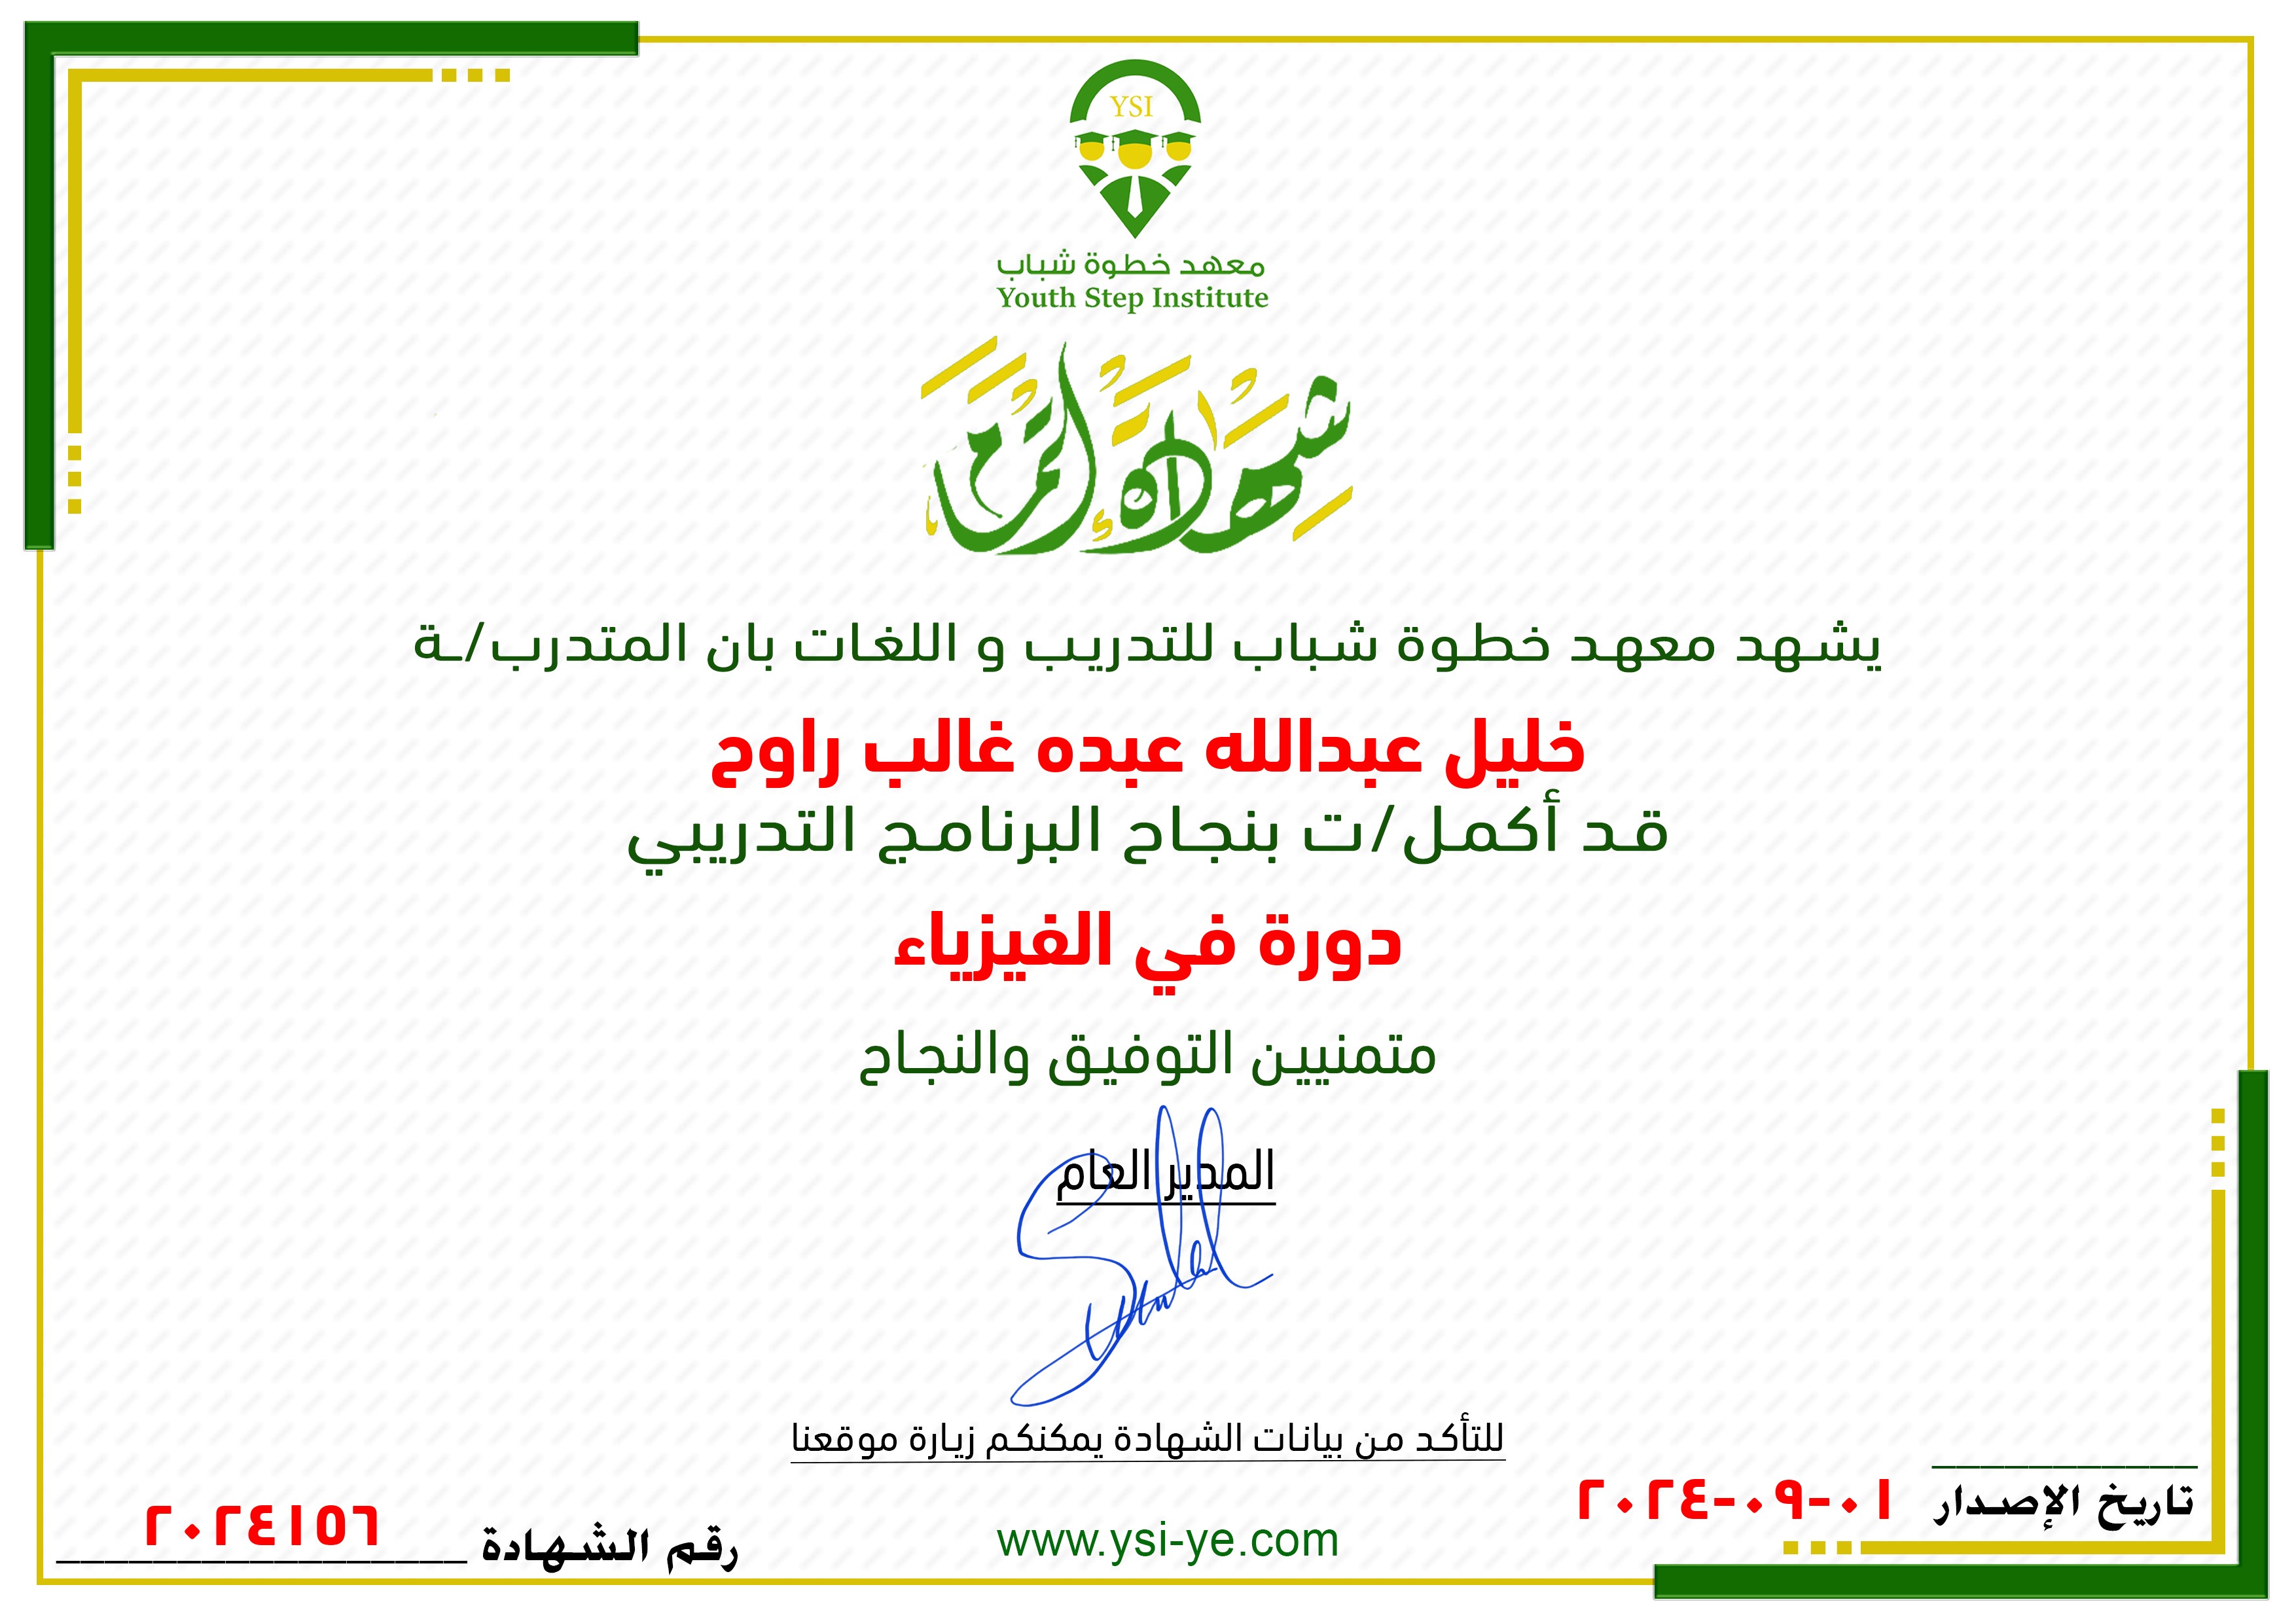 YSI
معهد خطوة شباب
Youth Step Institute
شهادة إتمام
يشهد معهد خطوة شباب للتدريب و اللغات بان المتدرب/ـة
خليل عبدالله عبده غالب راوح
قد أكمل/ت بنجاح البرنامج التدريبي
دورة في الفيزياء
متمنيين التوفيق والنجاح
المدير العام
للتأكد من بيانات الشهادة يمكنكم زيارة موقعنا
تاريخ الإصدار ٠١-٠٩-٢٠٢٤
www.ysi-ye.com
رقم الشهادة ٢٠٢٤١٥٦